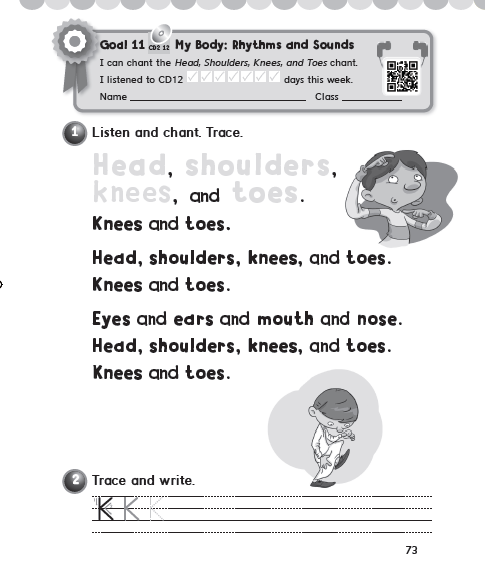 Goal 11 CD2 12 My Body: Rhythms and Sounds
I can chant the Head, Shoulders, Knees, and Toes chant.
I listened to CD12 days this week.
Name Class
1 Listen and chant. Trace.
Head, shoulders,
knees, and toes.
Knees and toes.
Head, shoulders, knees, and toes.
Knees and toes.
Eyes and ears and mouth and nose.
Head, shoulders, knees, and toes.
Knees and toes.
2 Trace and write.
K K K
73